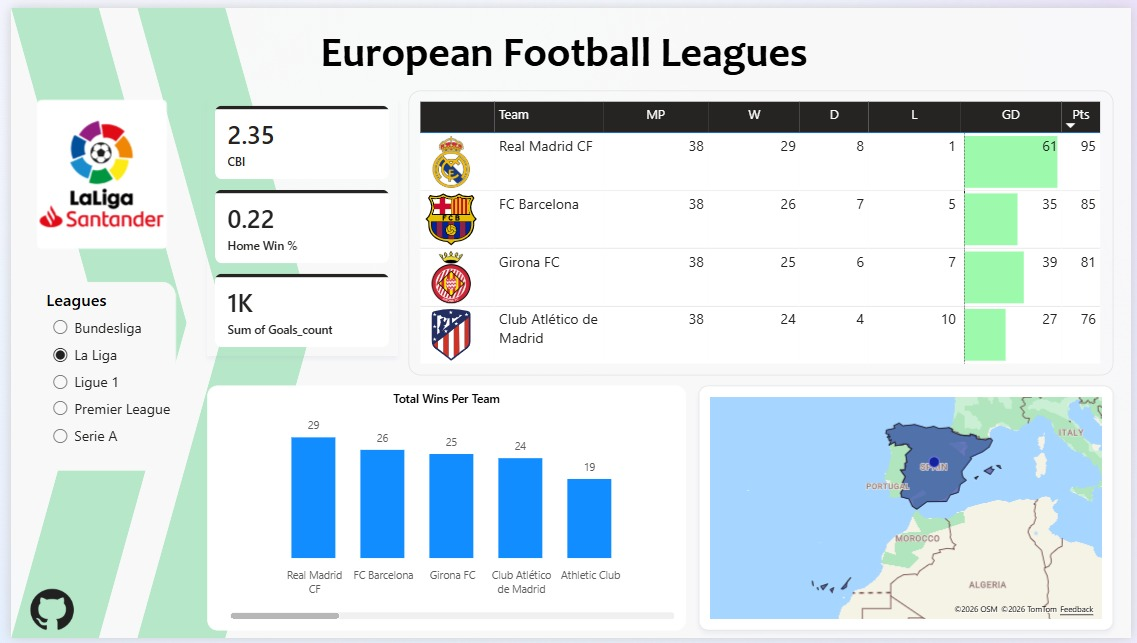 European Football Leagues
LaLiga
Santander
2.35
CBI
0.22
Home Win %
1K
Sum of Goals_count
Team MP W D L GD Pts
Real Madrid CF 38 29 8 1 61 95
FC Barcelona 38 26 7 5 35 85
Girona FC 38 25 6 7 39 81
Club Atlético de 38 24 4 10 27 76
Madrid
FCB
Leagues
Bundesliga
La Liga
Ligue 1
Premier League
Serie A
Total Wins Per Team
29
26
25
24
19
Real Madrid
CF
FC Barcelona
Girona FC
Club Atlético
de Madrid
Athletic Club
ITALY
SPAIN
PORTUGAL
MOROCCO
ALGERIA
©2026 OSM ©2026 TomTom Feedback